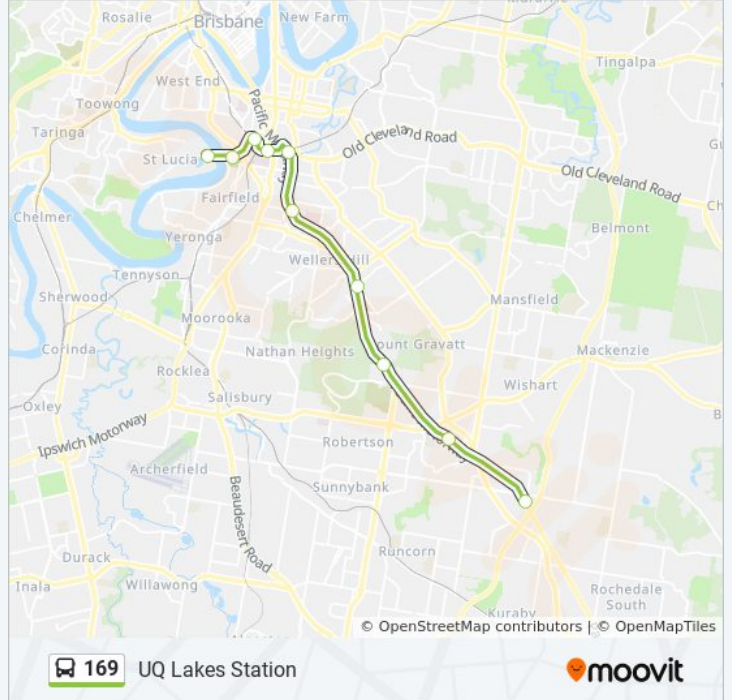 Rosalie
Brisbane
New Farm
Tingalpa
West End
Toowong
Pacific M
Taringa
Old Cleveland Road
St Lucia
Old Cleveland Road
Fairfield
Chelmer
Belmont
Yeronga
Wellers Hill
Tennyson
Sherwood
Mansfield
Moorooka
Corinda
Nathan Heights
ount Gravatt
Mackenzie
Rocklea
Wishart
Salisbury
Oxley
Ipswich Motorway
Robertson
Archerfield
Sunnybank
Beaudesert Road
Runcorn
Durack
Inala
Willawong
Rochedale
South
Kuraby
© OpenStreetMap contributors | © OpenMapTiles
169 UQ Lakes Station
moovit